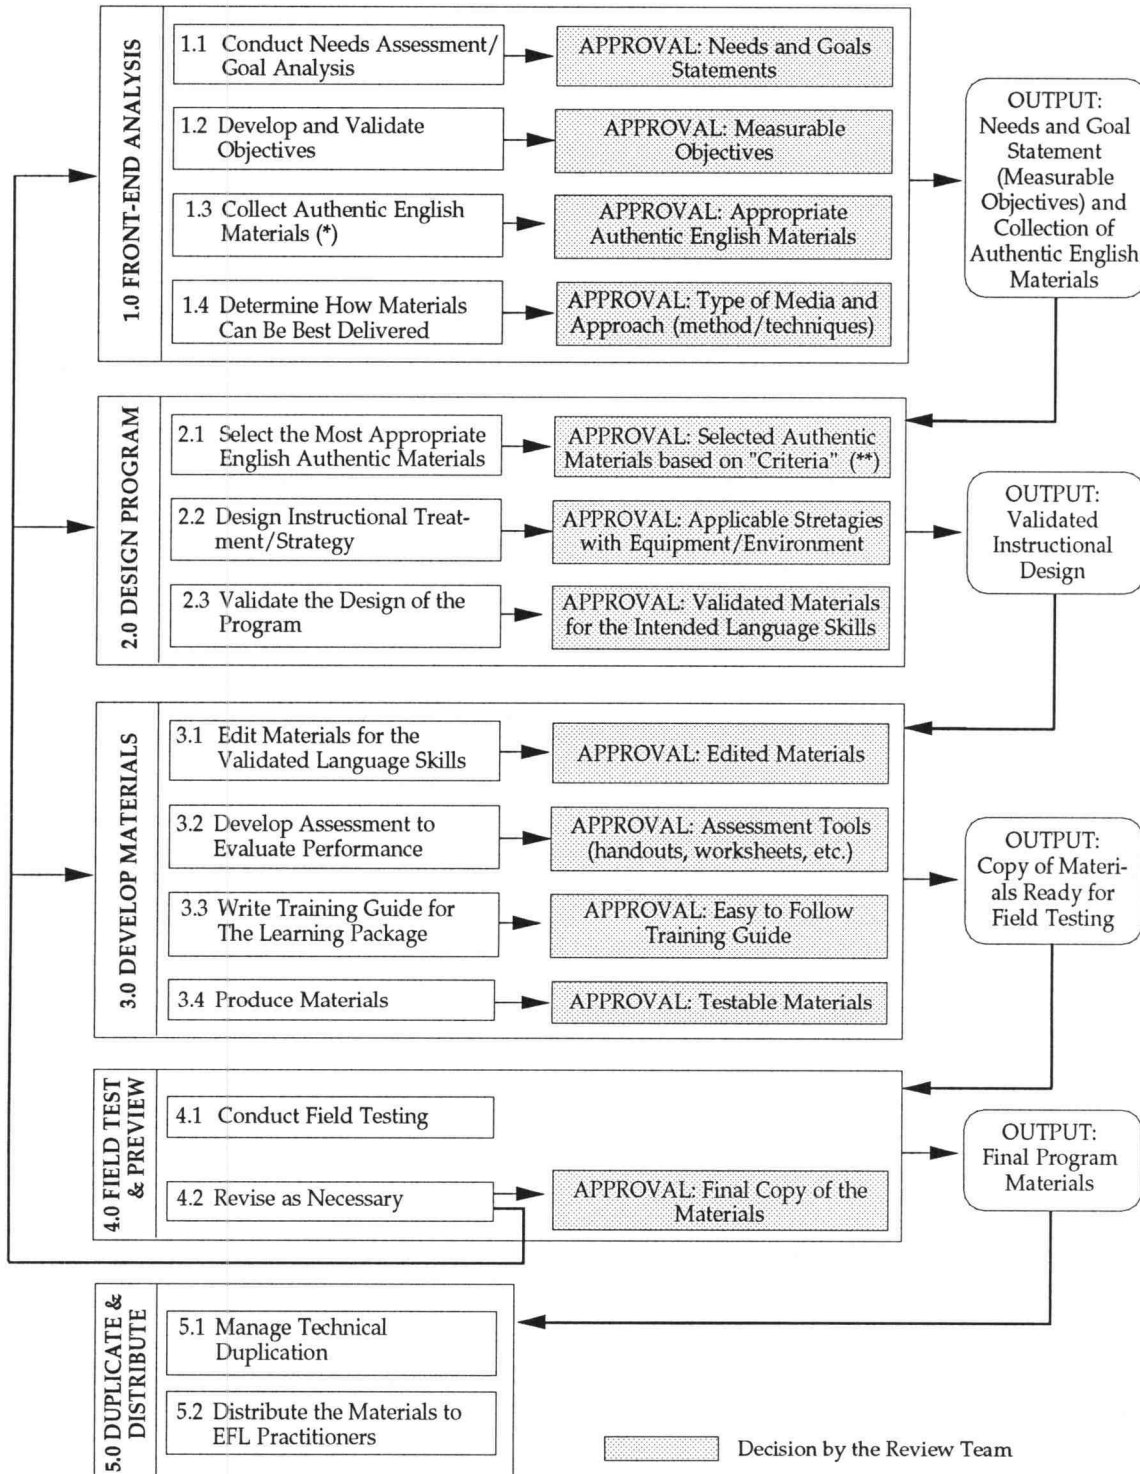 1.0 FRONT-END ANALYSIS
1.1 Conduct Needs Assessment/
Goal Analysis
APPROVAL: Needs and Goals
Statements
1.2 Develop and Validate
Objectives
APPROVAL: Measurable
Objectives
1.3 Collect Authentic English
Materials (*)
APPROVAL: Appropriate
Authentic English Materials
1.4 Determine How Materials
Can Be Best Delivered
APPROVAL: Type of Media and
Approach (method/techniques)
OUTPUT:
Needs and Goal
Statement
(Measurable
Objectives) and
Collection of
Authentic English
Materials
2.0 DESIGN PROGRAM
2.1 Select the Most Appropriate
English Authentic Materials
APPROVAL: Selected Authentic
Materials based on "Criteria" (**)
2.2 Design Instructional Treat-
ment/Strategy
APPROVAL: Applicable Stretagies
with Equipment/Environment
2.3 Validate the Design of the
Program
APPROVAL: Validated Materials
for the Intended Language Skills
OUTPUT:
Validated
Instructional
Design
3.0 DEVELOP MATERIALS
3.1 Edit Materials for the
Validated Language Skills
APPROVAL: Edited Materials
3.2 Develop Assessment to
Evaluate Performance
APPROVAL: Assessment Tools
(handouts, worksheets, etc.)
3.3 Write Training Guide for
The Learning Package
APPROVAL: Easy to Follow
Training Guide
3.4 Produce Materials
APPROVAL: Testable Materials
OUTPUT:
Copy of Materi-
als Ready for
Field Testing
4.0 FIELD TEST
& PREVIEW
4.1 Conduct Field Testing
4.2 Revise as Necessary
APPROVAL: Final Copy of the
Materials
OUTPUT:
Final Program
Materials
5.0 DUPLICATE &
DISTRIBUTE
5.1 Manage Technical
Duplication
5.2 Distribute the Materials to
EFL Practitioners
Decision by the Review Team